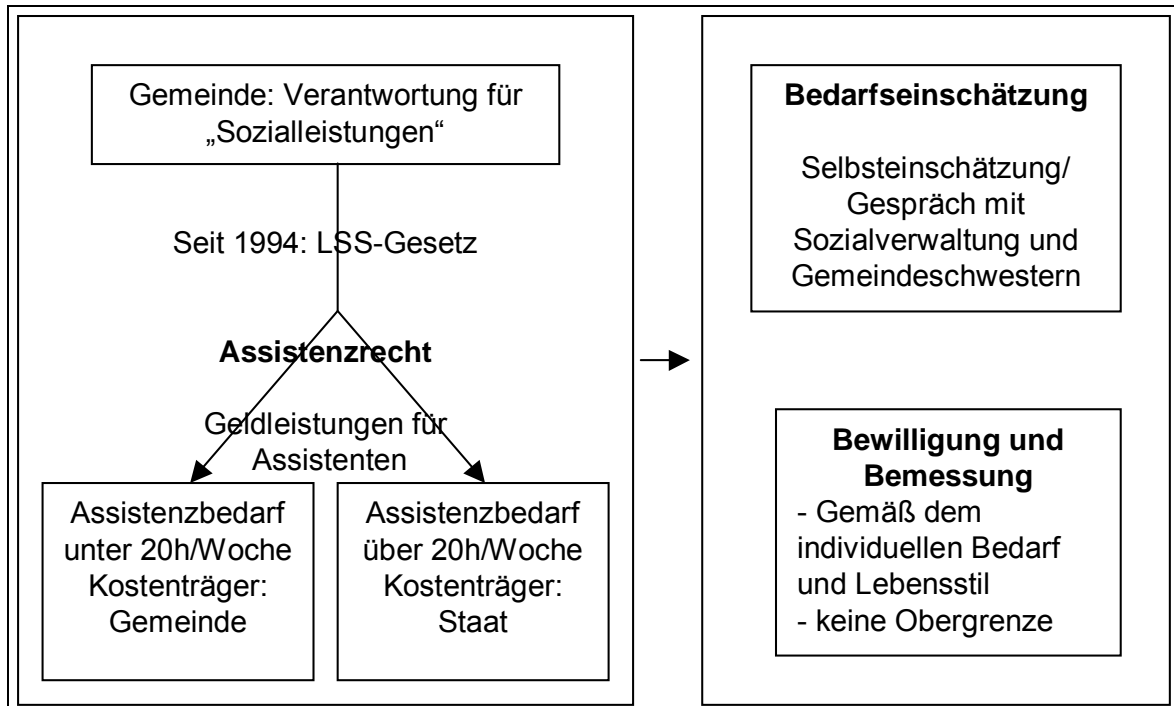 Gemeinde: Verantwortung für
„Sozialleistungen“
Seit 1994: LSS-Gesetz
Assistenzrecht
Geldleistungen für
Assistenten
Assistenzbedarf
unter 20h/Woche
Kostenträger:
Gemeinde
Assistenzbedarf
über 20h/Woche
Kostenträger:
Staat
Bedarfseinschätzung
Selbsteinschätzung/
Gespräch mit
Sozialverwaltung und
Gemeindeschwestern
Bewilligung und
Bemessung
- Gemäß dem
individuellen Bedarf
und Lebensstil
- keine Obergrenze